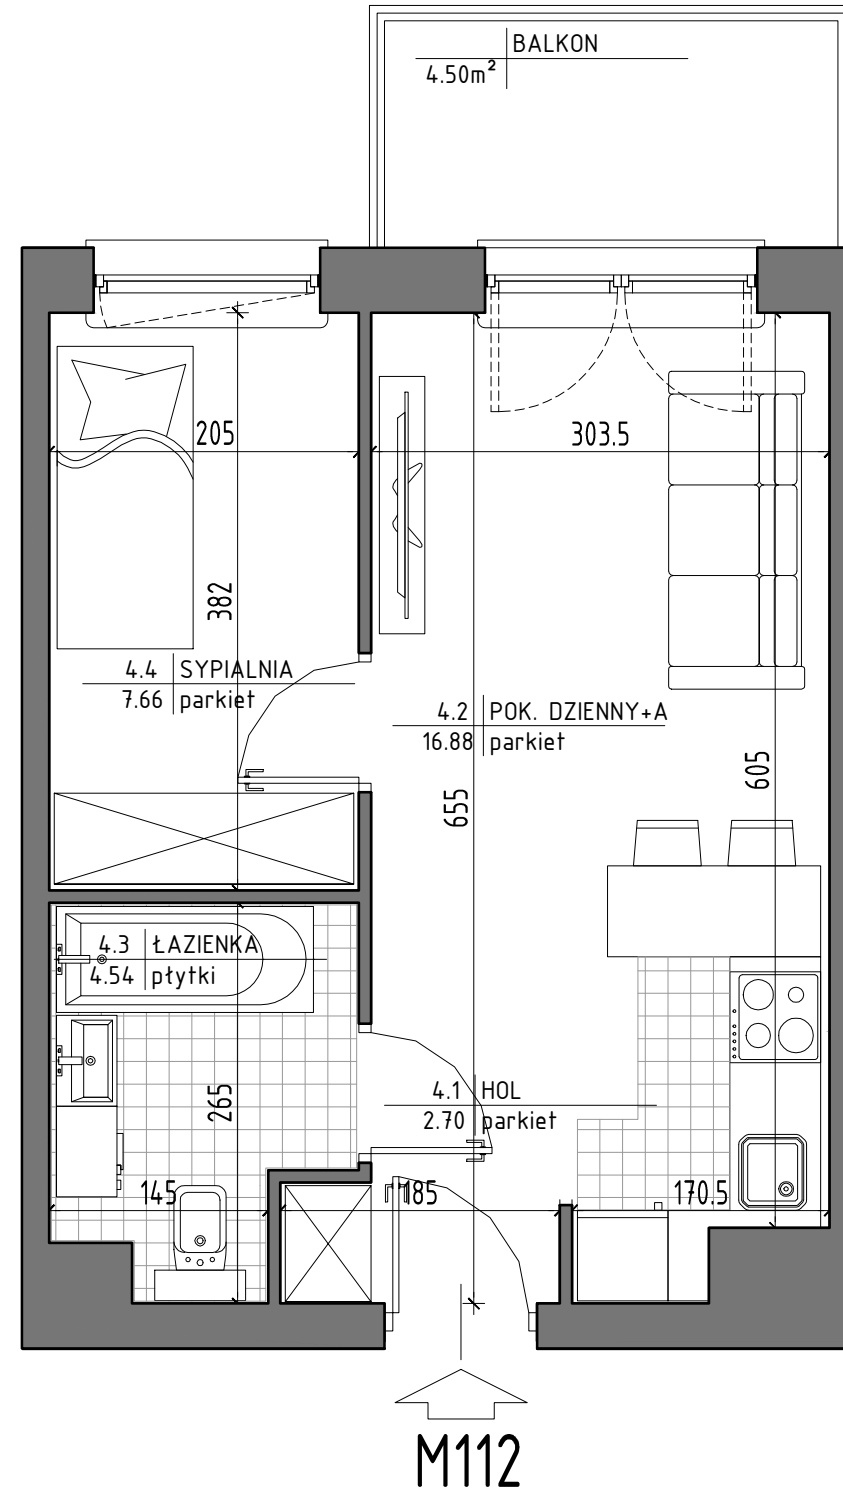 BALKON
4.50m²
205
303.5
382
4.4 SYPIALNIA
7.66 parkiet
4.2 POK. DZIENNY+A
16.88 parkiet
655
605
4.3 ŁAZIENKA
4.54 płytki
265
4.1 HOL
2.70 parkiet
145
185
170.5
M112